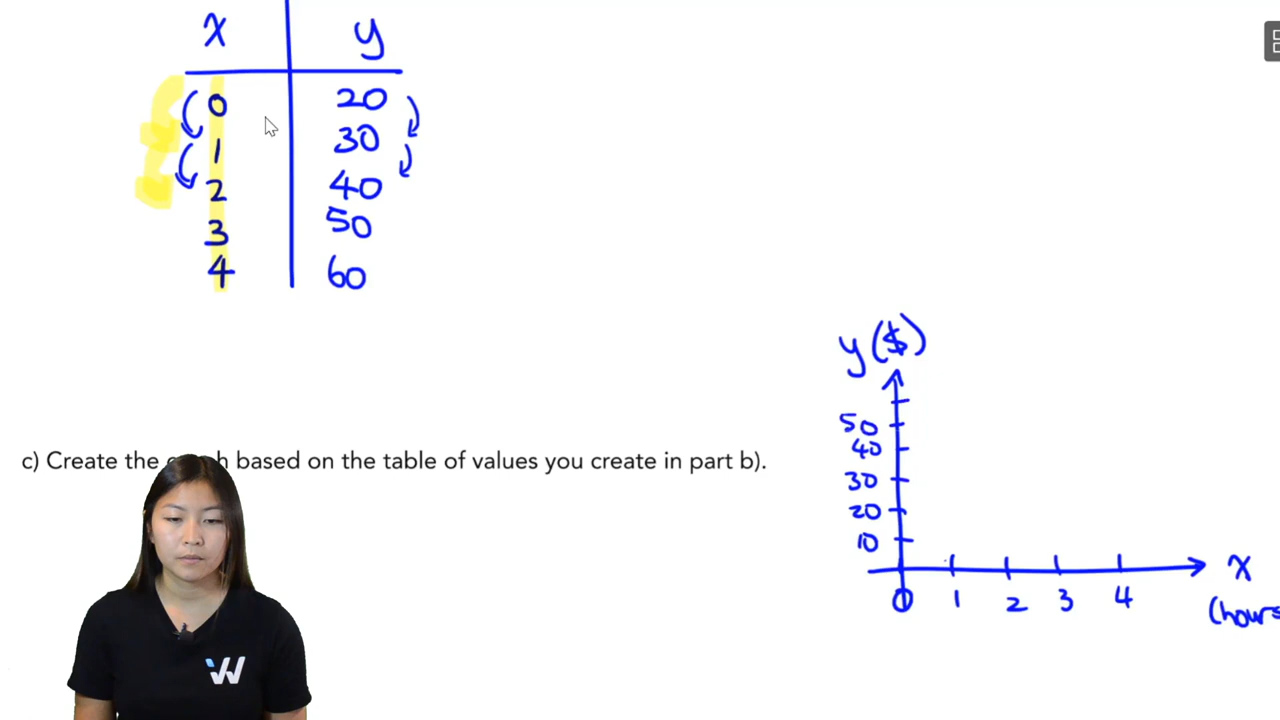 x y
0 20
1 30
2 40
3 50
4 60
y ($)
50
40
30
20
10
c) Create the graph based on the table of values you create in part b).
x
0 1 2 3 4
(hours
W